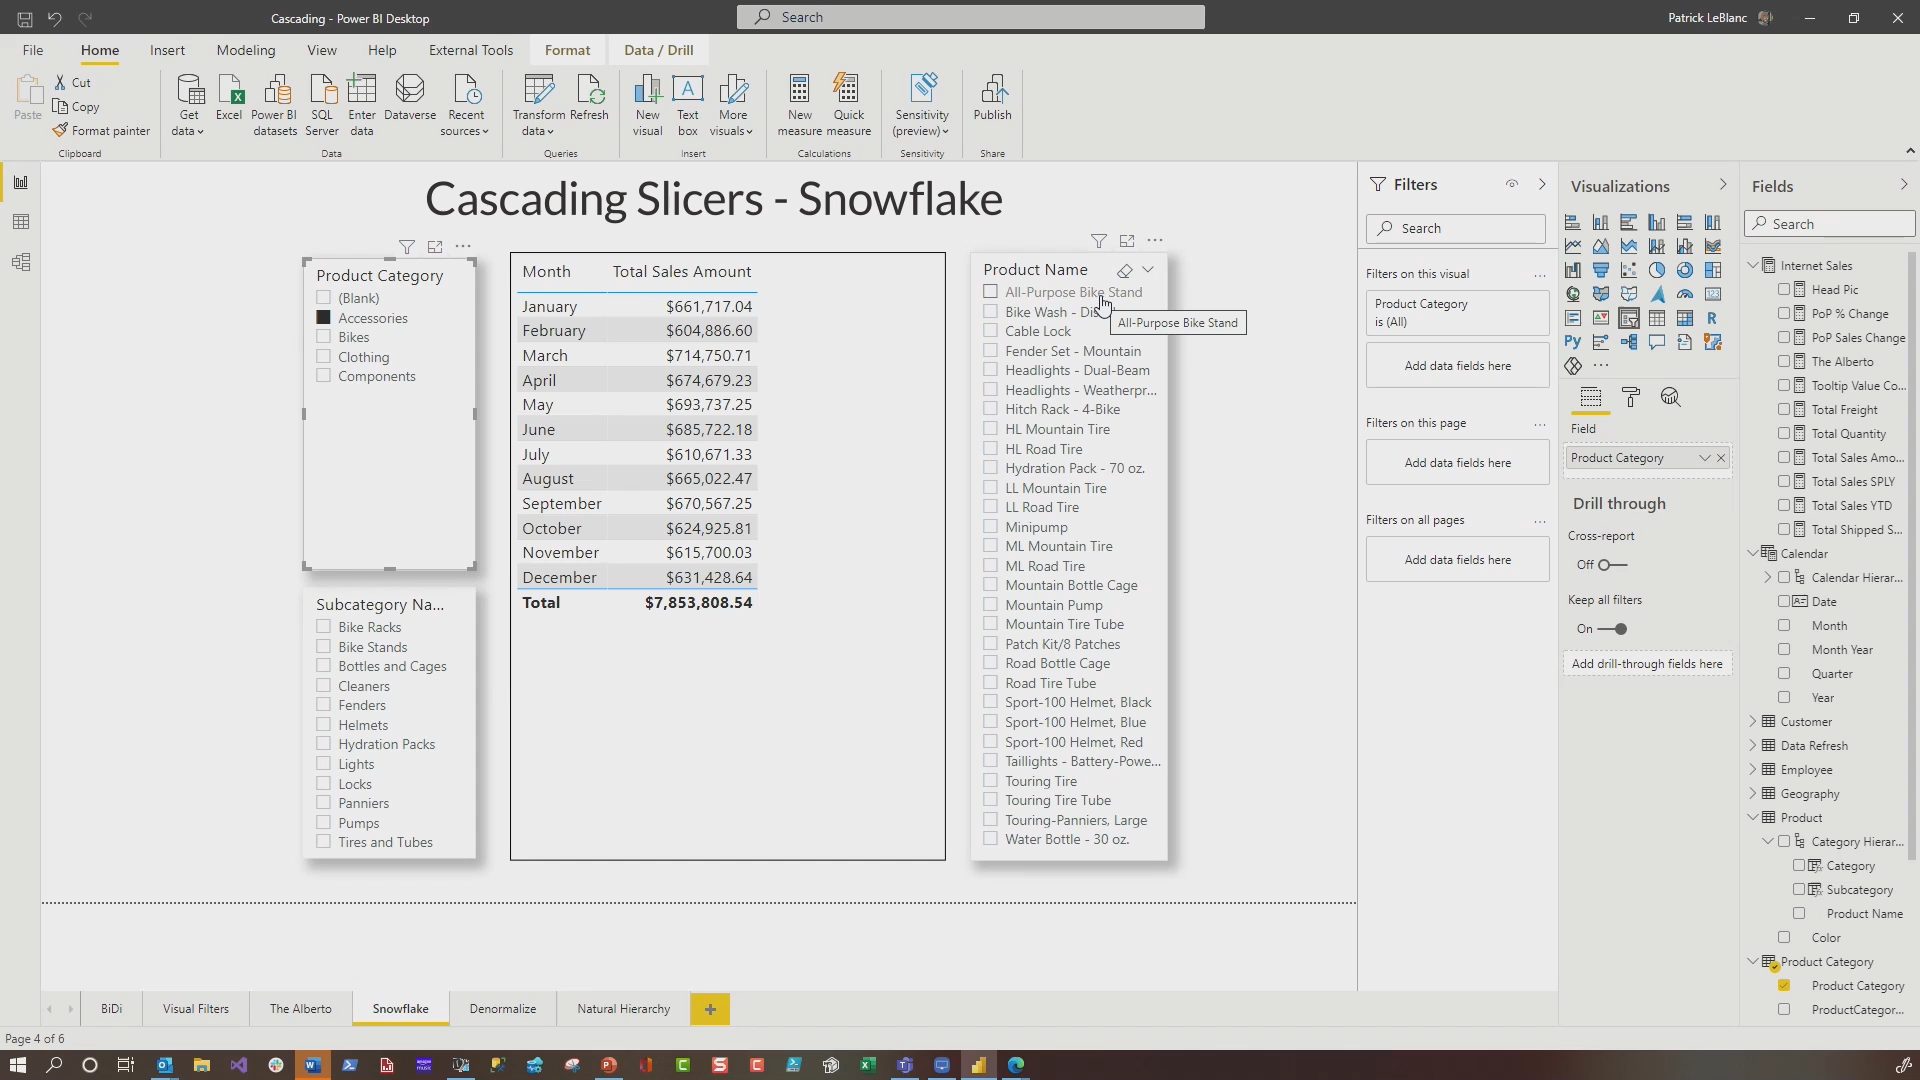 Cascading - Power BI Desktop
Search
Patrick LeBlanc
File
Home
Insert
Modeling
View
Help
External Tools
Format
Data / Drill
Paste
Cut
Copy
Format painter
Clipboard
Get data
Excel
Power BI datasets
SQL Server
Enter data
Dataverse
Recent sources
Data
Transform data
Refresh
Queries
New visual
Text box
More visuals
Insert
New measure
Quick measure
Calculations
Sensitivity (preview)
Sensitivity
Publish
Share
Cascading Slicers - Snowflake
Product Category
(Blank)
Accessories
Bikes
Clothing
Components
Subcategory Na...
Bike Racks
Bike Stands
Bottles and Cages
Cleaners
Fenders
Helmets
Hydration Packs
Lights
Locks
Panniers
Pumps
Tires and Tubes
Month Total Sales Amount
January $661,717.04
February $604,886.60
March $714,750.71
April $674,679.23
May $693,737.25
June $685,722.18
July $610,671.33
August $665,022.47
September $670,567.25
October $624,925.81
November $615,700.03
December $631,428.64
Total $7,853,808.54
Product Name
All-Purpose Bike Stand
Bike Wash - Di
All-Purpose Bike Stand
Cable Lock
Fender Set - Mountain
Headlights - Dual-Beam
Headlights - Weatherpr...
Hitch Rack - 4-Bike
HL Mountain Tire
HL Road Tire
Hydration Pack - 70 oz.
LL Mountain Tire
LL Road Tire
Minipump
ML Mountain Tire
ML Road Tire
Mountain Bottle Cage
Mountain Pump
Mountain Tire Tube
Patch Kit/8 Patches
Road Bottle Cage
Road Tire Tube
Sport-100 Helmet, Black
Sport-100 Helmet, Blue
Sport-100 Helmet, Red
Taillights - Battery-Powe...
Touring Tire
Touring Tire Tube
Touring-Panniers, Large
Water Bottle - 30 oz.
Filters
Search
Filters on this visual
Product Category
is (All)
Add data fields here
Filters on this page
Add data fields here
Filters on all pages
Add data fields here
Visualizations
R
Py
Field
Product Category
Drill through
Cross-report
Off
Keep all filters
On
Add drill-through fields here
Fields
Search
Internet Sales
Head Pic
PoP % Change
PoP Sales Change
The Alberto
Tooltip Value Co...
Total Freight
Total Quantity
Total Sales Amo...
Total Sales SPLY
Total Sales YTD
Total Shipped S...
Calendar
Calendar Hierar...
Date
Month
Month Year
Quarter
Year
Customer
Data Refresh
Employee
Geography
Product
Category Hierar...
Category
Subcategory
Product Name
Color
Product Category
Product Category
ProductCategor...
BiDi
Visual Filters
The Alberto
Snowflake
Denormalize
Natural Hierarchy
Page 4 of 6